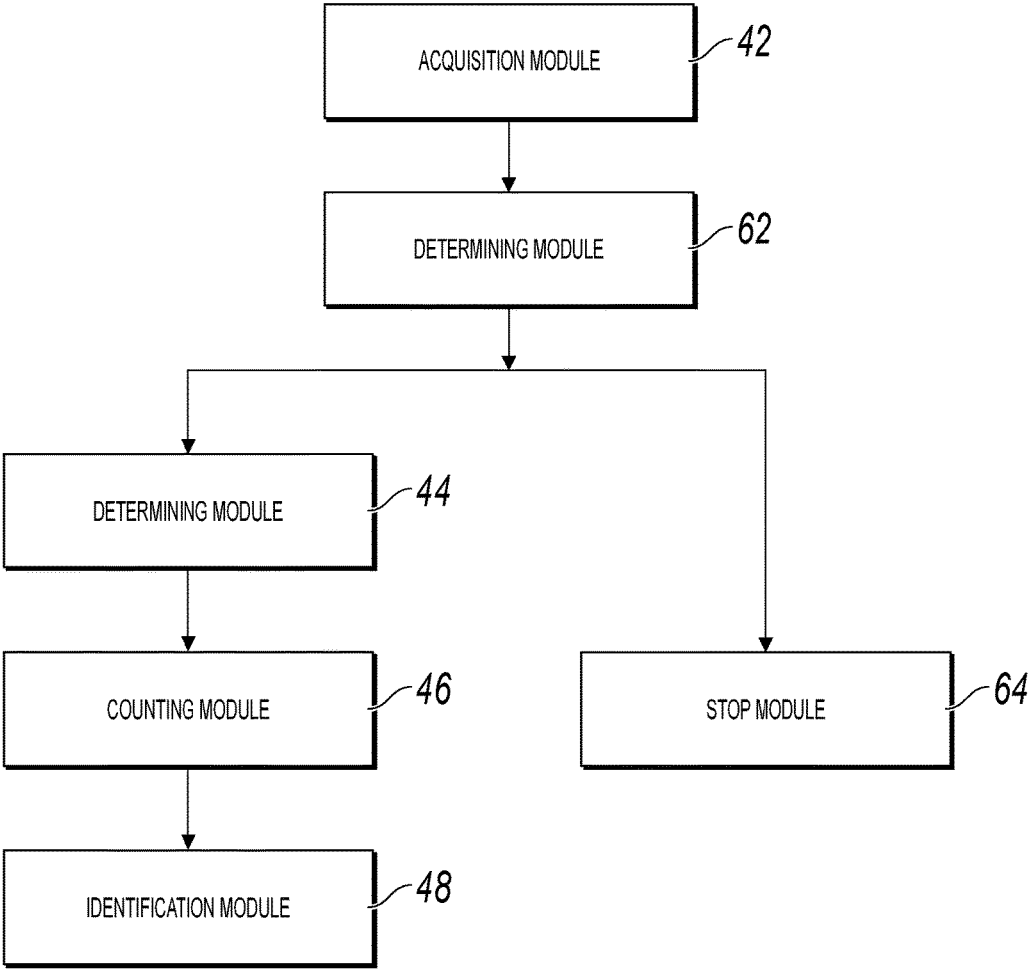 ACQUISITION MODULE
42
DETERMINING MODULE
62
DETERMINING MODULE
44
COUNTING MODULE
46
STOP MODULE
64
IDENTIFICATION MODULE
48